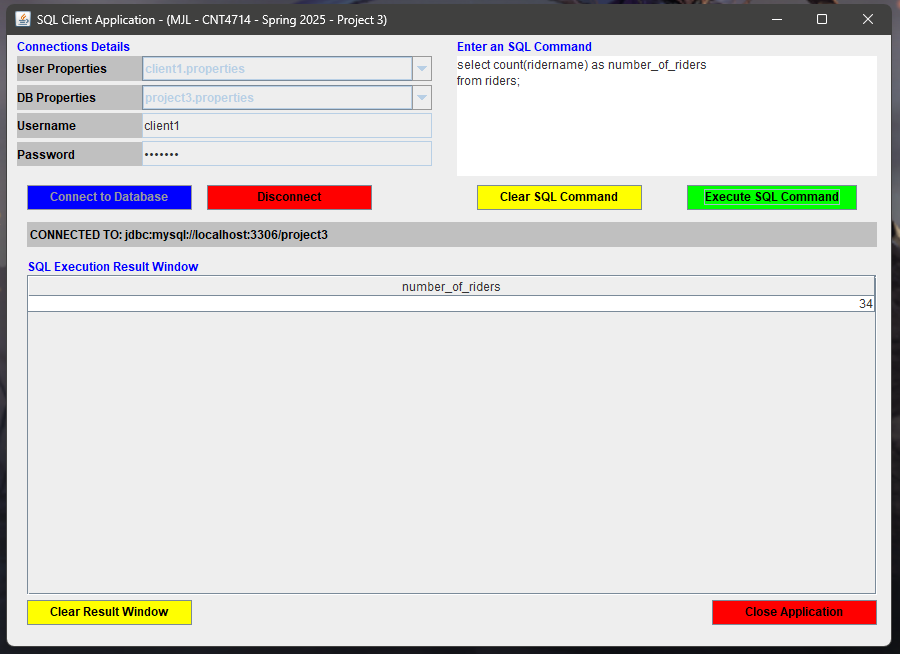 SQL Client Application - (MJL - CNT4714 - Spring 2025 - Project 3)
Connections Details
User Properties client1.properties
DB Properties project3.properties
Username client1
Password •••••••
Enter an SQL Command
select count(ridername) as number_of_riders
from riders;
Connect to Database Disconnect Clear SQL Command Execute SQL Command
CONNECTED TO: jdbc:mysql://localhost:3306/project3
SQL Execution Result Window
number_of_riders
34
Clear Result Window Close Application